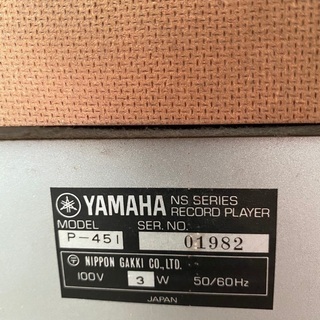 YAMAHA NS SERIES RECORD PLAYER
MODEL P-451 SER. NO. 01982
〒 NIPPON GAKKI CO., LTD.
100V 3 W 50/60Hz
JAPAN